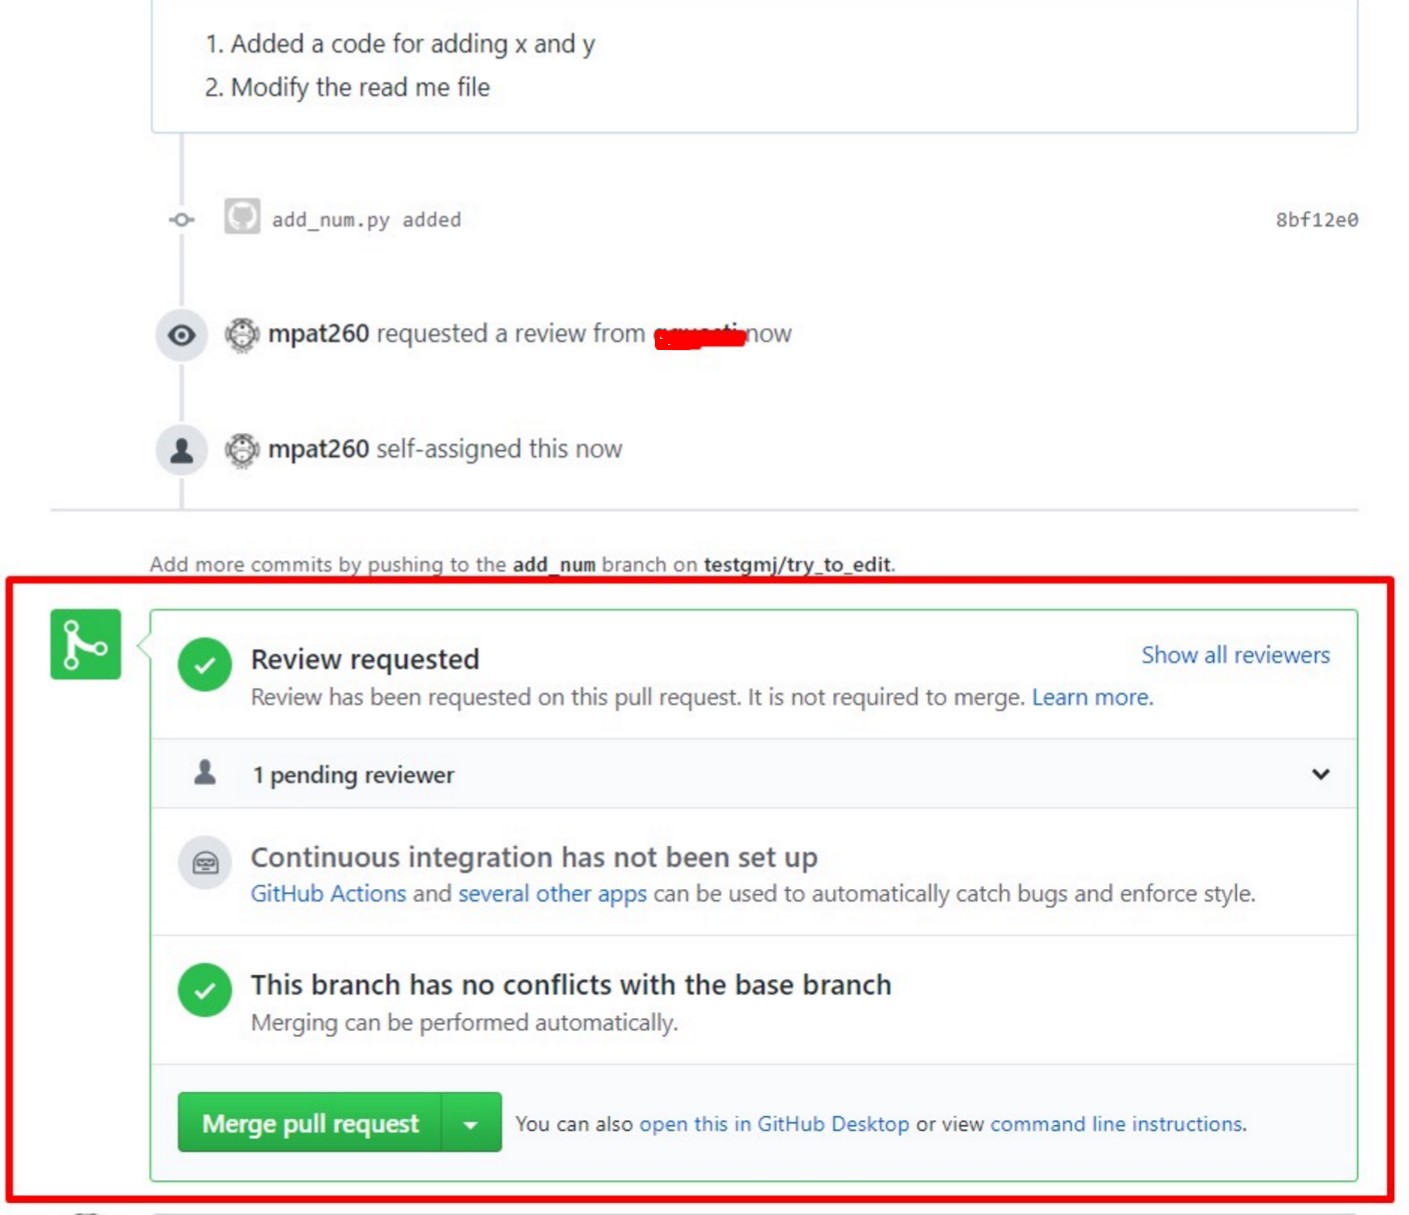 1. Added a code for adding x and y
2. Modify the read me file
add_num.py added 8bf12e0
mpat260 requested a review from now
mpat260 self-assigned this now
Add more commits by pushing to the add_num branch on testgmj/try_to_edit.
Review requested Show all reviewers
Review has been requested on this pull request. It is not required to merge. Learn more.
1 pending reviewer
Continuous integration has not been set up
GitHub Actions and several other apps can be used to automatically catch bugs and enforce style.
This branch has no conflicts with the base branch
Merging can be performed automatically.
Merge pull request You can also open this in GitHub Desktop or view command line instructions.